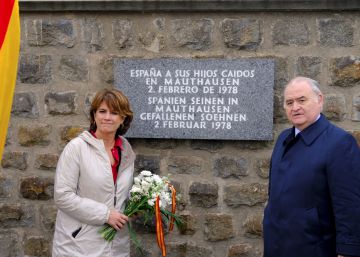 ESPAÑA A SUS HIJOS CAIDOS
EN MAUTHAUSEN
2. FEBRERO DE 1978
SPANIEN SEINEN IN
MAUTHAUSEN
GEFALLENEN SOEHNEN
2. FEBRUAR 1978